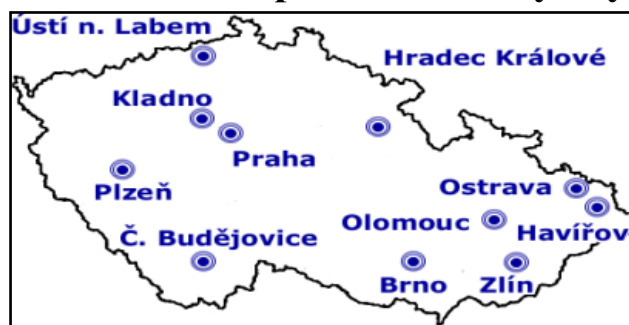 Ústí n. Labem
Hradec Králové
Kladno
Praha
Plzeň
Ostrava
Olomouc
Havířov
Č. Budějovice
Brno
Zlín